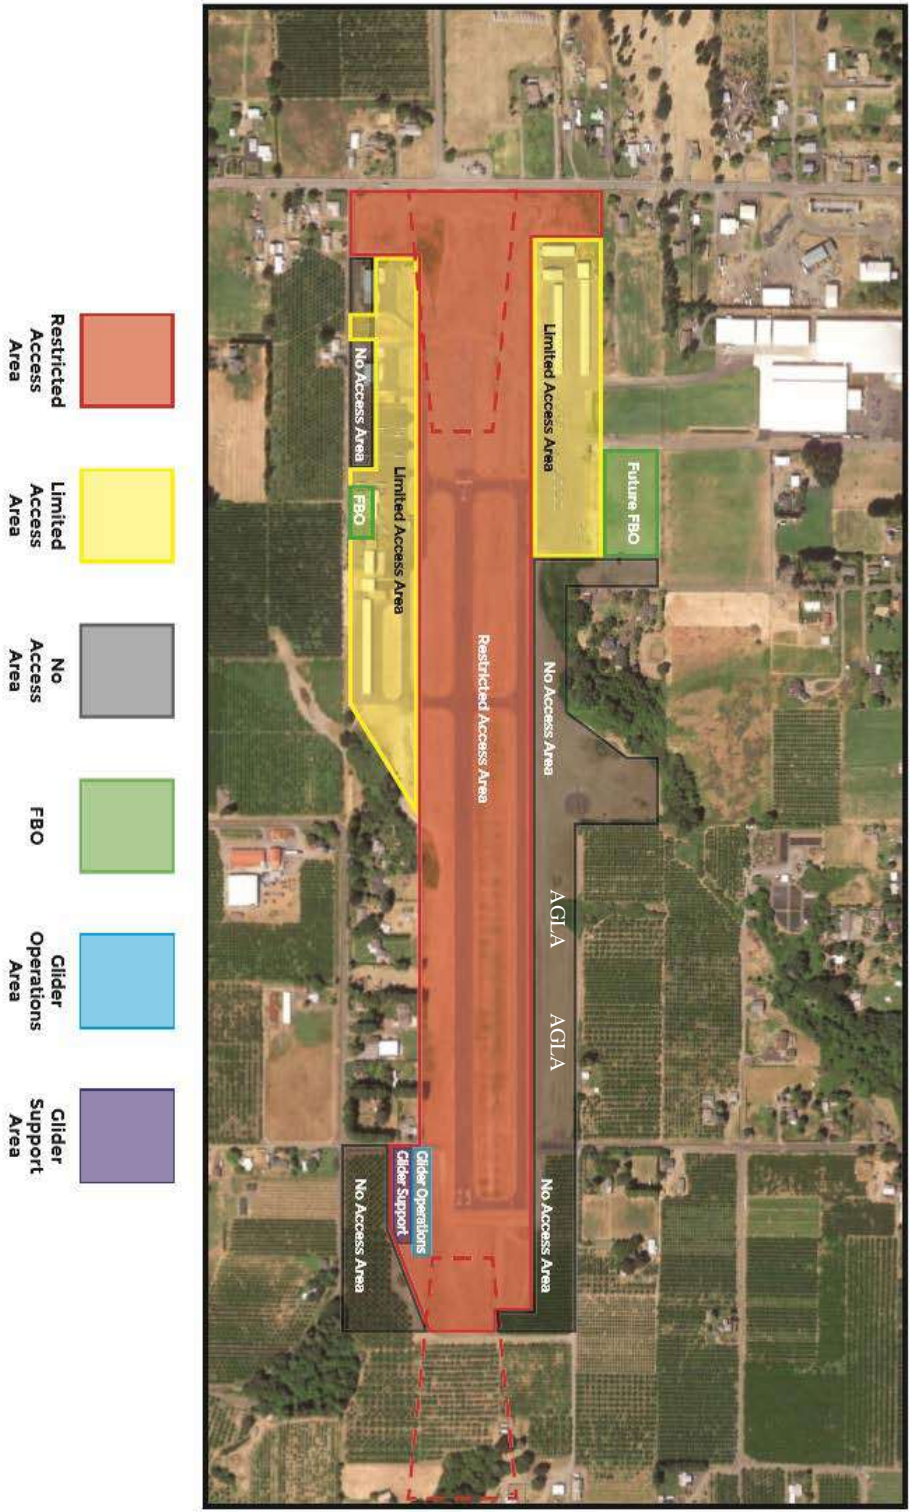 Limited Access Area
Future FBO
No Access Area
Limited Access Area
FBO
Restricted Access Area
No Access Area
AGLA
AGLA
Glider Operations
Glider Support
No Access Area
No Access Area
Restricted
Access
Area
Limited
Access
Area
No
Access
Area
FBO
Glider
Operations
Area
Glider
Support
Area